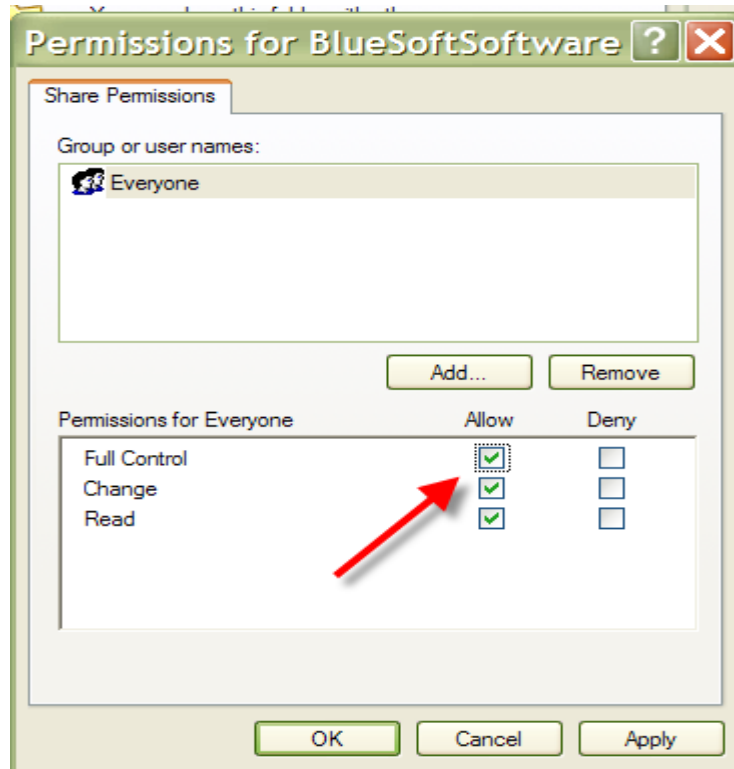 Permissions for BlueSoftSoftware
Share Permissions
Group or user names:
Everyone
Add... Remove
Permissions for Everyone Allow Deny
Full Control
Change
Read
OK Cancel Apply